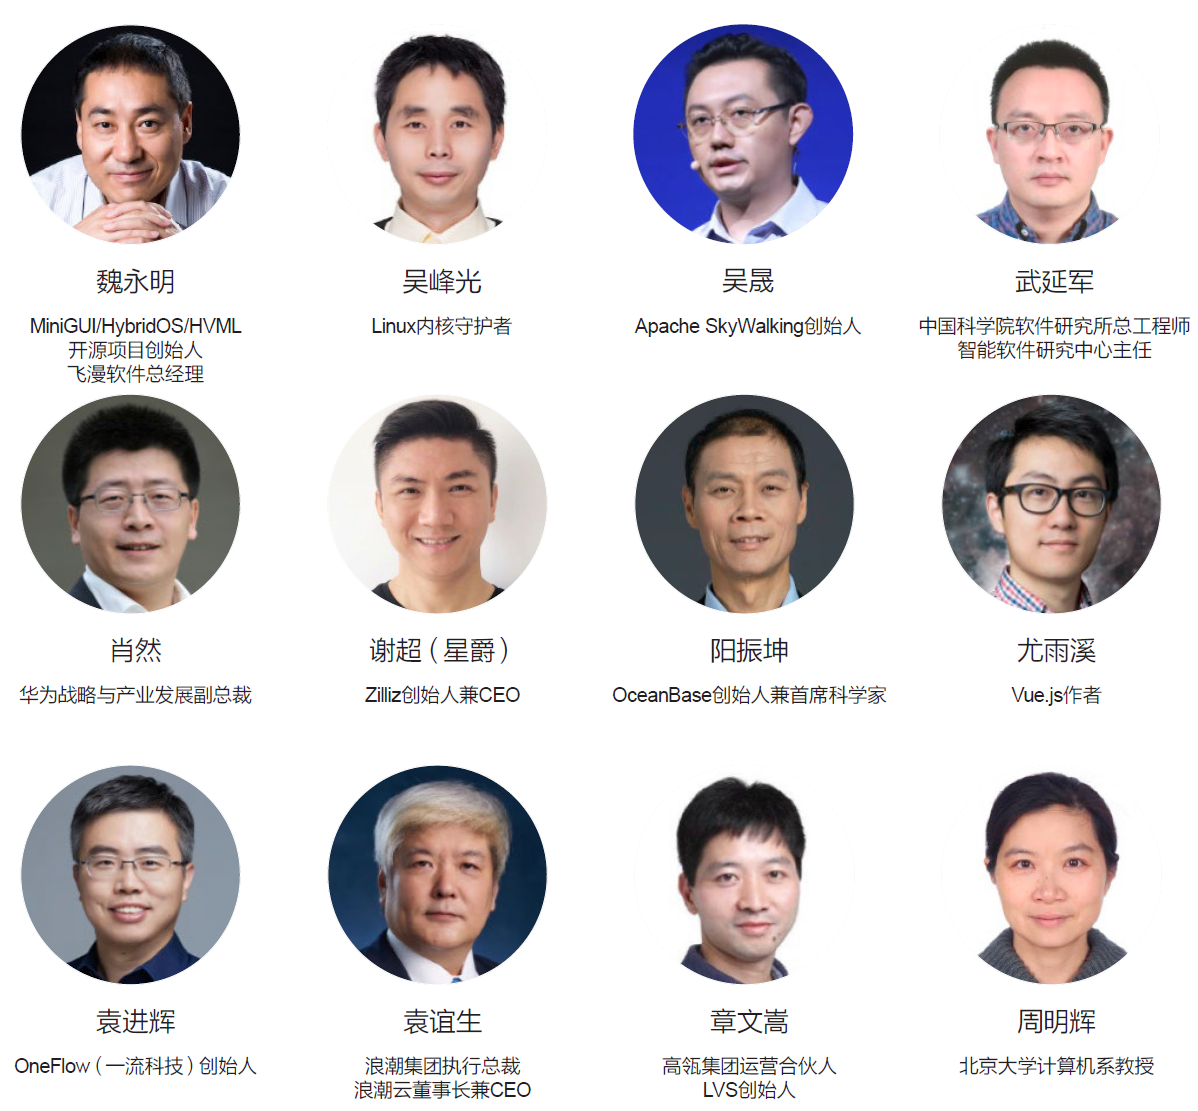 魏永明
吴峰光
吴晟
武延军
MiniGUI/HybridOS/HVML
开源项目创始人
飞漫软件总经理
Linux内核守护者
Apache SkyWalking创始人
中国科学院软件研究所总工程师
智能软件研究中心主任
肖然
谢超（星爵）
阳振坤
尤雨溪
华为战略与产业发展副总裁
Zilliz创始人兼CEO
OceanBase创始人兼首席科学家
Vue.js作者
袁进辉
袁谊生
章文嵩
周明辉
OneFlow（一流科技）创始人
浪潮集团执行总裁
浪潮云董事长兼CEO
高瓴集团运营合伙人
LVS创始人
北京大学计算机系教授